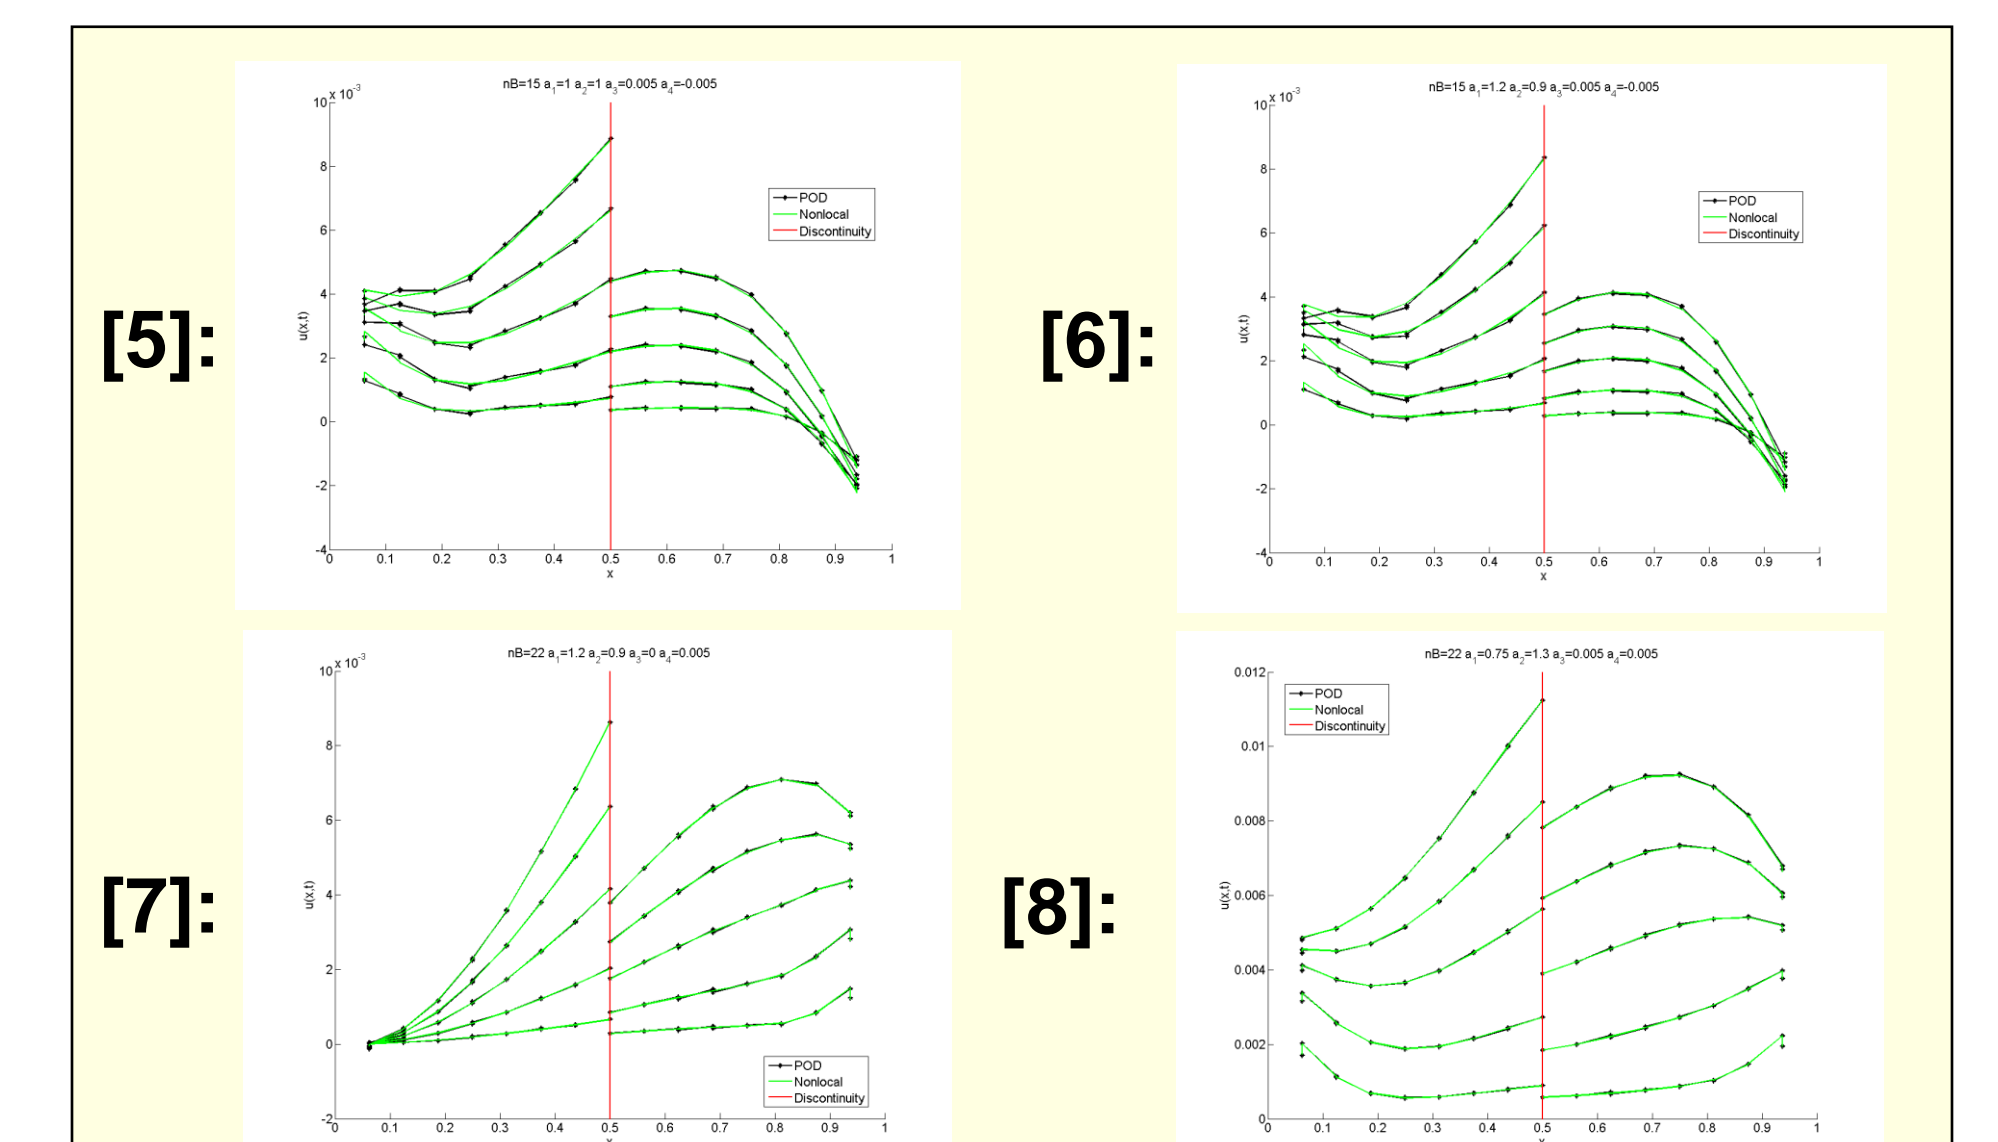 [5]:
nB=15 a1=1 a2=1 a3=0.005 a4=-0.005
10 x 10-3
8
6
4
2
0
-2
-4
u(x,t)
POD
Nonlocal
Discontinuity
0 0.1 0.2 0.3 0.4 0.5 0.6 0.7 0.8 0.9 1
x
[6]:
nB=15 a1=1.2 a2=0.9 a3=0.005 a4=-0.005
10 x 10-3
8
6
4
2
0
-2
-4
u(x,t)
POD
Nonlocal
Discontinuity
0 0.1 0.2 0.3 0.4 0.5 0.6 0.7 0.8 0.9 1
x
[7]:
nB=22 a1=1.2 a2=0.9 a3=0 a4=0.005
10 x 10-3
8
6
4
2
0
-2
u(x,t)
POD
Nonlocal
Discontinuity
0 0.1 0.2 0.3 0.4 0.5 0.6 0.7 0.8 0.9 1
x
[8]:
nB=22 a1=0.75 a2=1.3 a3=0.005 a4=0.005
0.012
0.01
0.008
0.006
0.004
0.002
0
u(x,t)
POD
Nonlocal
Discontinuity
0 0.1 0.2 0.3 0.4 0.5 0.6 0.7 0.8 0.9 1
x